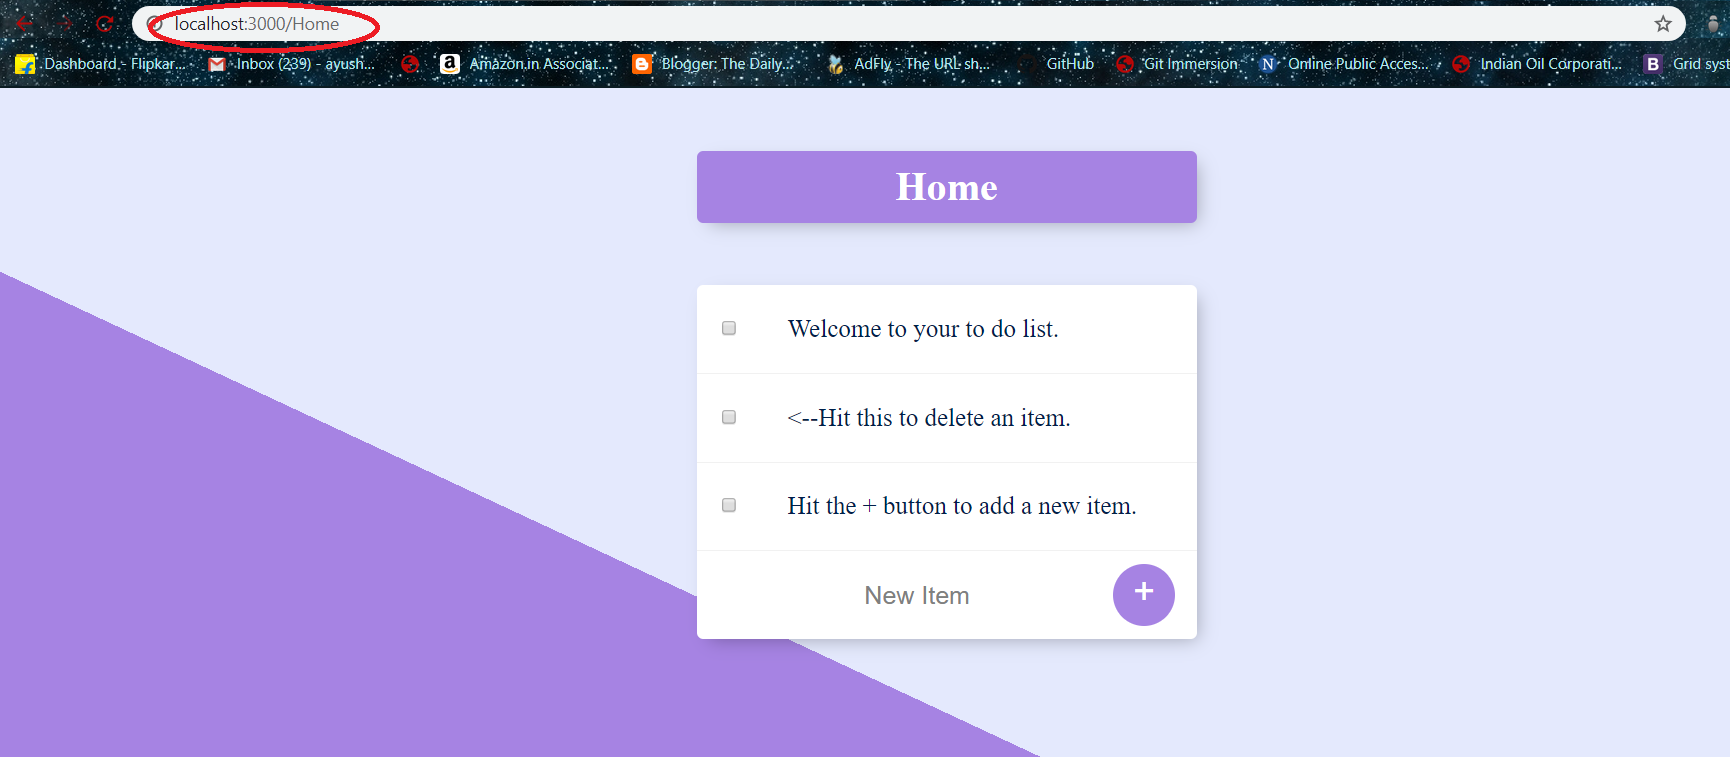 localhost:3000/Home
Dashboard - Flipkar... Inbox (239) - ayush... a Amazon.in Associat... Blogger: The Daily... AdFly - The URL sh... GitHub Git Immersion N Online Public Acces... Indian Oil Corporati... B Grid syst
Home
Welcome to your to do list.
<--Hit this to delete an item.
Hit the + button to add a new item.
New Item +